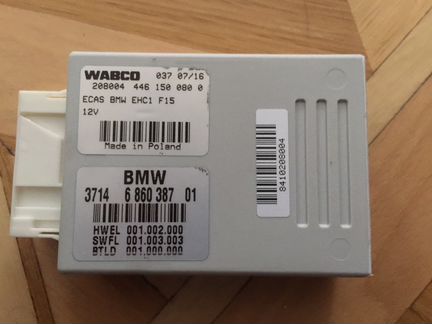 WABCO 037 07/16
208004 446 150 080 0
ECAS BMW EHC1 F15
12V
Made in Poland
BMW
3714 6 860 387 01
HWEL 001.002.000
SWFL 001.003.003
BTLD 001.000.000
8410208004